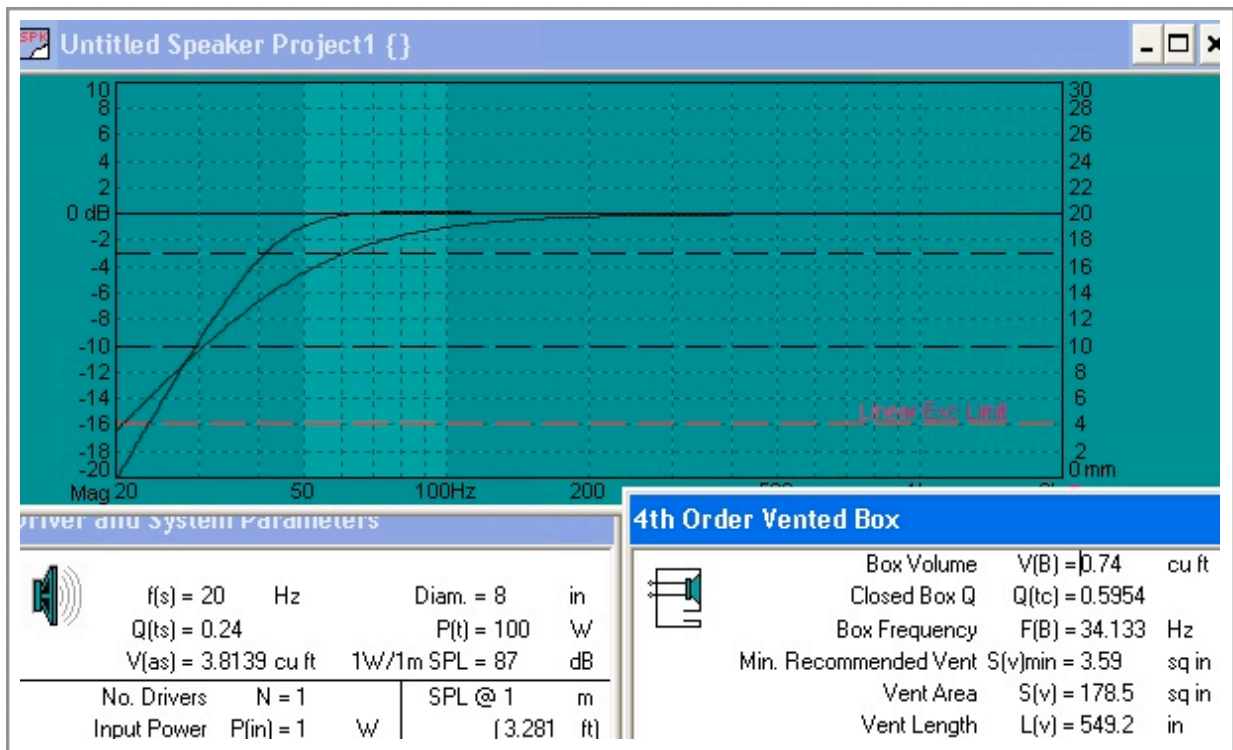 SPK Untitled Speaker Project1 {}
10 30
8 28
6 26
4 24
2 22
0 dB 20
-2 18
-4 16
-6 14
-8 12
-10 10
-12 8
-14 6
Linear Exc Limit
-16 4
-18 2
-20 0 mm
Mag 20 50 100Hz 200
Driver and System Parameters
f(s) = 20 Hz Diam. = 8 in
Q(ts) = 0.24 P(t) = 100 W
V(as) = 3.8139 cu ft 1W/1m SPL = 87 dB
No. Drivers N = 1 SPL @ 1 m
Input Power P(in) = 1 W ( 3.281 ft)
4th Order Vented Box
Box Volume V(B) = 0.74 cu ft
Closed Box Q Q(tc) = 0.5954
Box Frequency F(B) = 34.133 Hz
Min. Recommended Vent S(v)min = 3.59 sq in
Vent Area S(v) = 178.5 sq in
Vent Length L(v) = 549.2 in